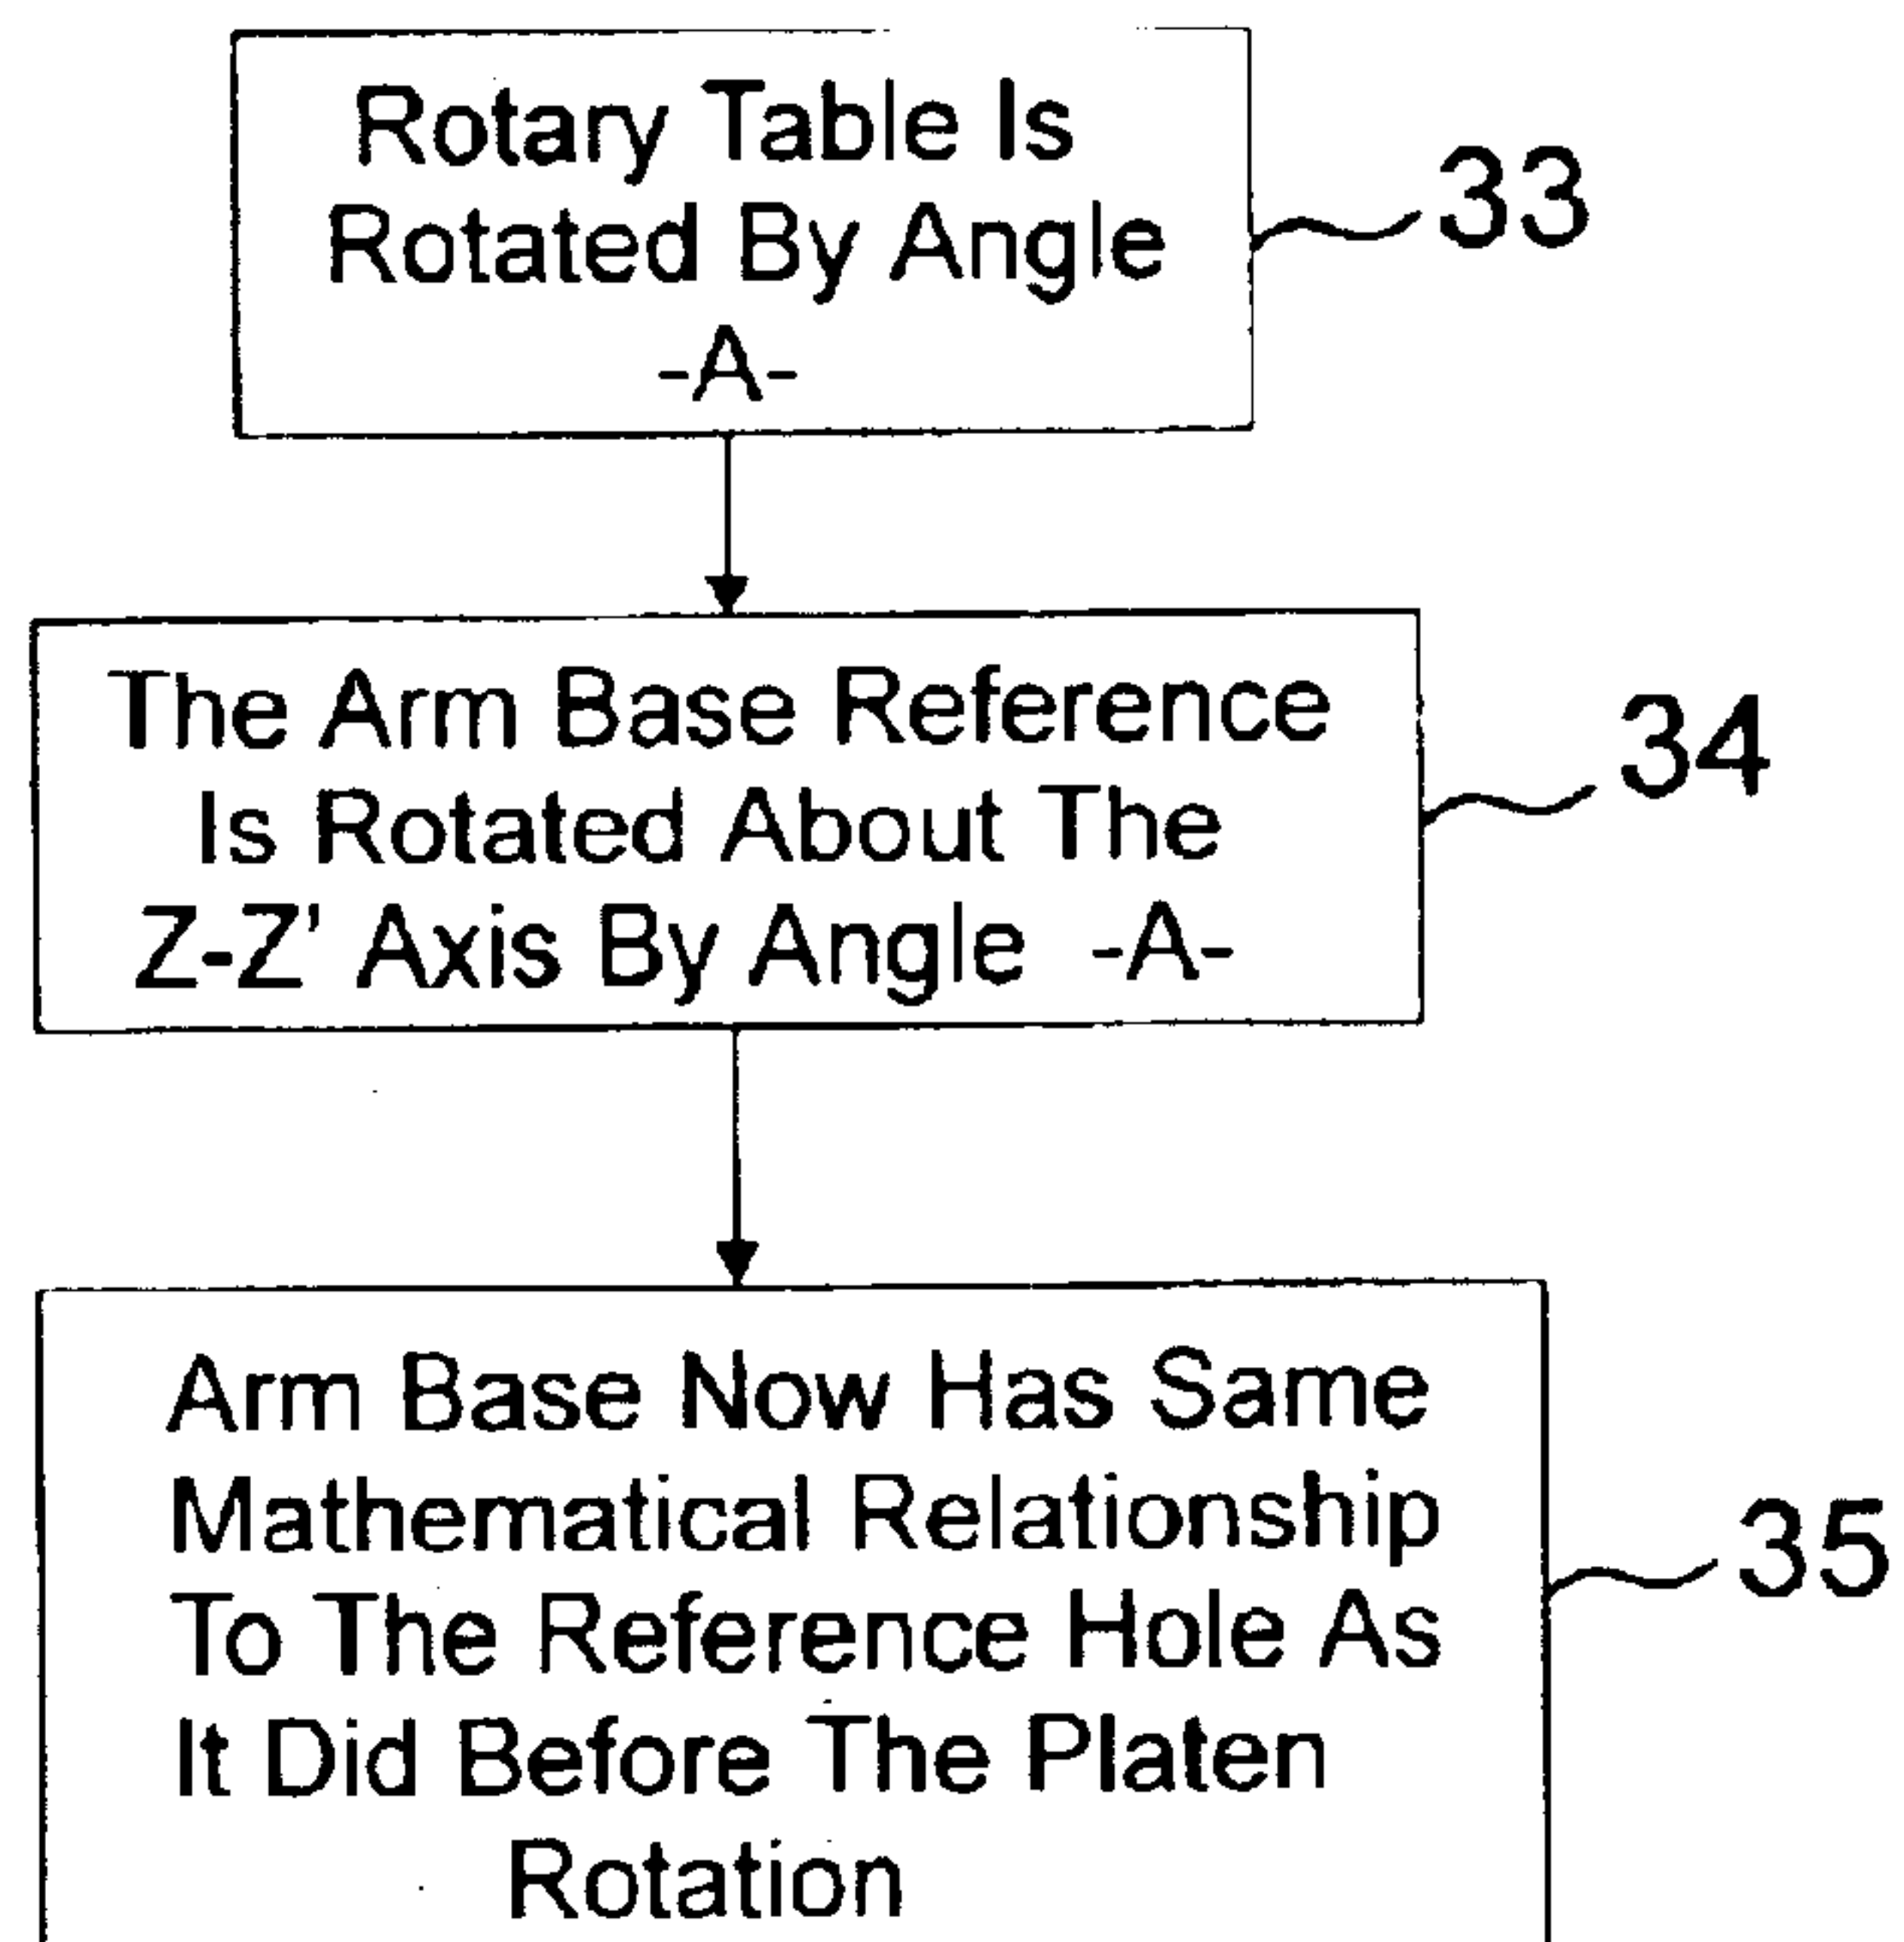 Rotary Table Is
Rotated By Angle
-A-
33
The Arm Base Reference
Is Rotated About The
Z-Z' Axis By Angle -A-
34
Arm Base Now Has Same
Mathematical Relationship
To The Reference Hole As
It Did Before The Platen
Rotation
35